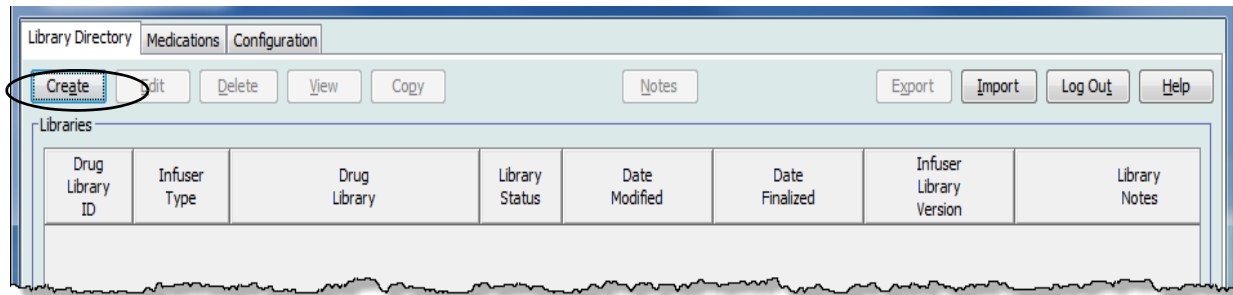 Library Directory Medications Configuration
Create Edit Delete View Copy Notes Export Import Log Out Help
Libraries
Drug Library ID Infuser Type Drug Library Library Status Date Modified Date Finalized Infuser Library Version Library Notes